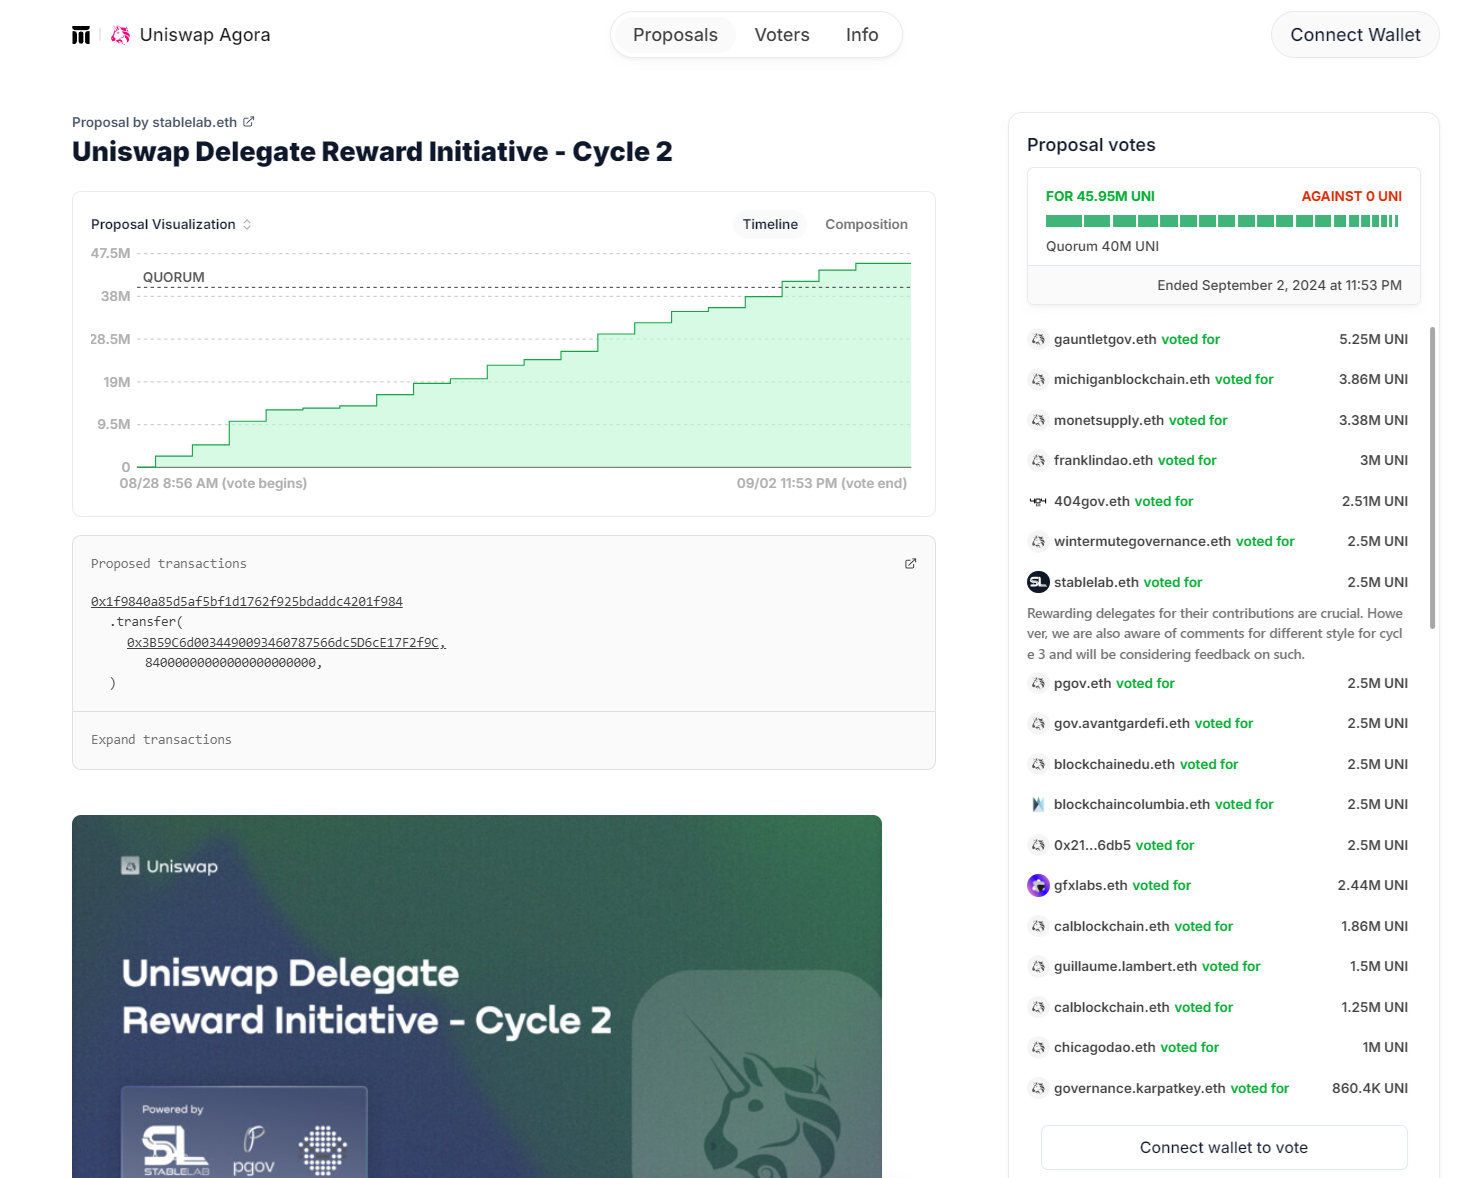 Uniswap Agora
Proposals Voters Info
Connect Wallet
Proposal by stablelab.eth
Uniswap Delegate Reward Initiative - Cycle 2
Proposal Visualization
Timeline Composition
47.5M
QUORUM
38M
28.5M
19M
9.5M
0
08/28 8:56 AM (vote begins) 09/02 11:53 PM (vote end)
Proposed transactions
0x1f9840a85d5af5bf1d1762f925bdaddc4201f984
.transfer(
0x3B59C6d0034490093460787566dc5D6cE17F2f9C,
84000000000000000000000,
)
Expand transactions
Uniswap
Uniswap Delegate
Reward Initiative - Cycle 2
Powered by
SL
STABLELAB
pgov
Proposal votes
FOR 45.95M UNI AGAINST 0 UNI
Quorum 40M UNI
Ended September 2, 2024 at 11:53 PM
gauntletgov.eth voted for 5.25M UNI
michiganblockchain.eth voted for 3.86M UNI
monetsupply.eth voted for 3.38M UNI
franklindao.eth voted for 3M UNI
404gov.eth voted for 2.51M UNI
wintermutegovernance.eth voted for 2.5M UNI
SL stablelab.eth voted for 2.5M UNI
Rewarding delegates for their contributions are crucial. Howe
ver, we are also aware of comments for different style for cycl
e 3 and will be considering feedback on such.
pgov.eth voted for 2.5M UNI
gov.avantgardefi.eth voted for 2.5M UNI
blockchainedu.eth voted for 2.5M UNI
blockchaincolumbia.eth voted for 2.5M UNI
0x21...6db5 voted for 2.5M UNI
gfxlabs.eth voted for 2.44M UNI
calblockchain.eth voted for 1.86M UNI
guillaume.lambert.eth voted for 1.5M UNI
calblockchain.eth voted for 1.25M UNI
chicagodao.eth voted for 1M UNI
governance.karpatkey.eth voted for 860.4K UNI
Connect wallet to vote